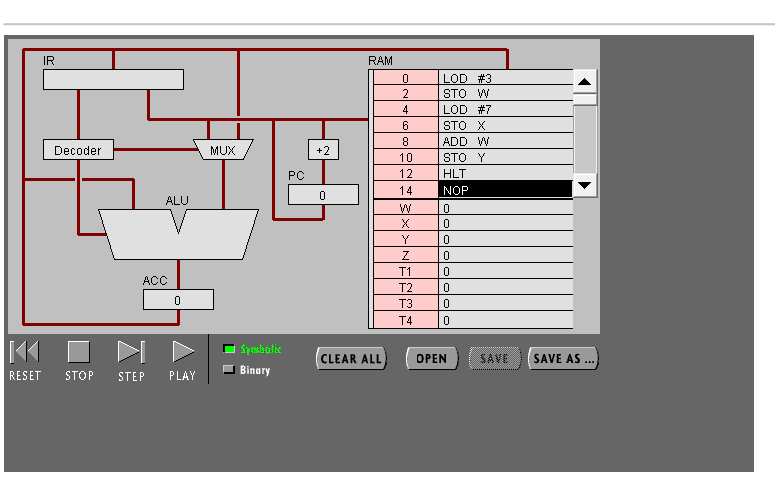 IR
RAM
0 LOD #3
2 STO W
4 LOD #7
6 STO X
8 ADD W
10 STO Y
12 HLT
14 NOP
W 0
X 0
Y 0
Z 0
T1 0
T2 0
T3 0
T4 0
Decoder
MUX
+2
PC
0
ALU
ACC
0
RESET
STOP
STEP
PLAY
Symbolic
Binary
CLEAR ALL
OPEN
SAVE
SAVE AS ...